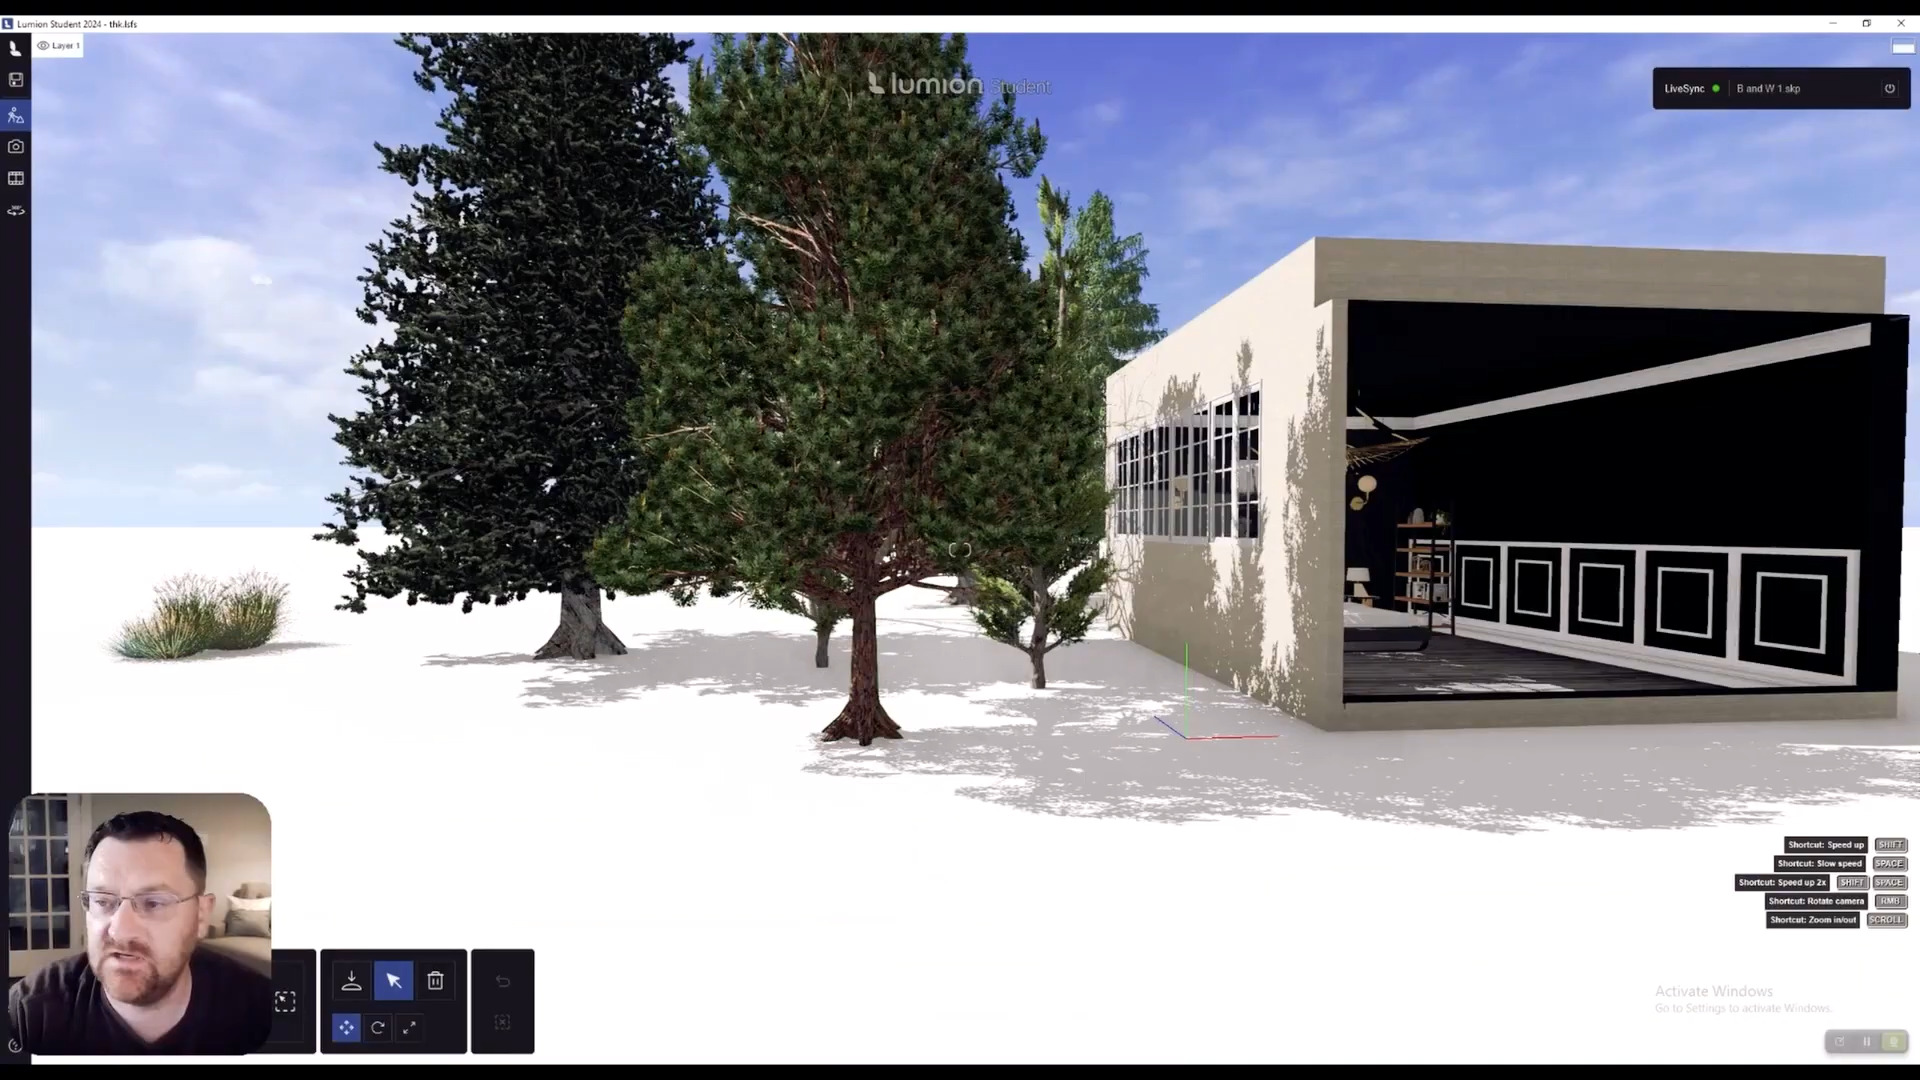 Lumion Student 2024 - thk.lsfs
Layer 1
lumion Student
LiveSync
B and W 1.skp
Shortcut: Speed up SHIFT
Shortcut: Slow speed SPACE
Shortcut: Speed up 2x SHIFT SPACE
Shortcut: Rotate camera RMB
Shortcut: Zoom in/out SCROLL
Activate Windows
Go to Settings to activate Windows.